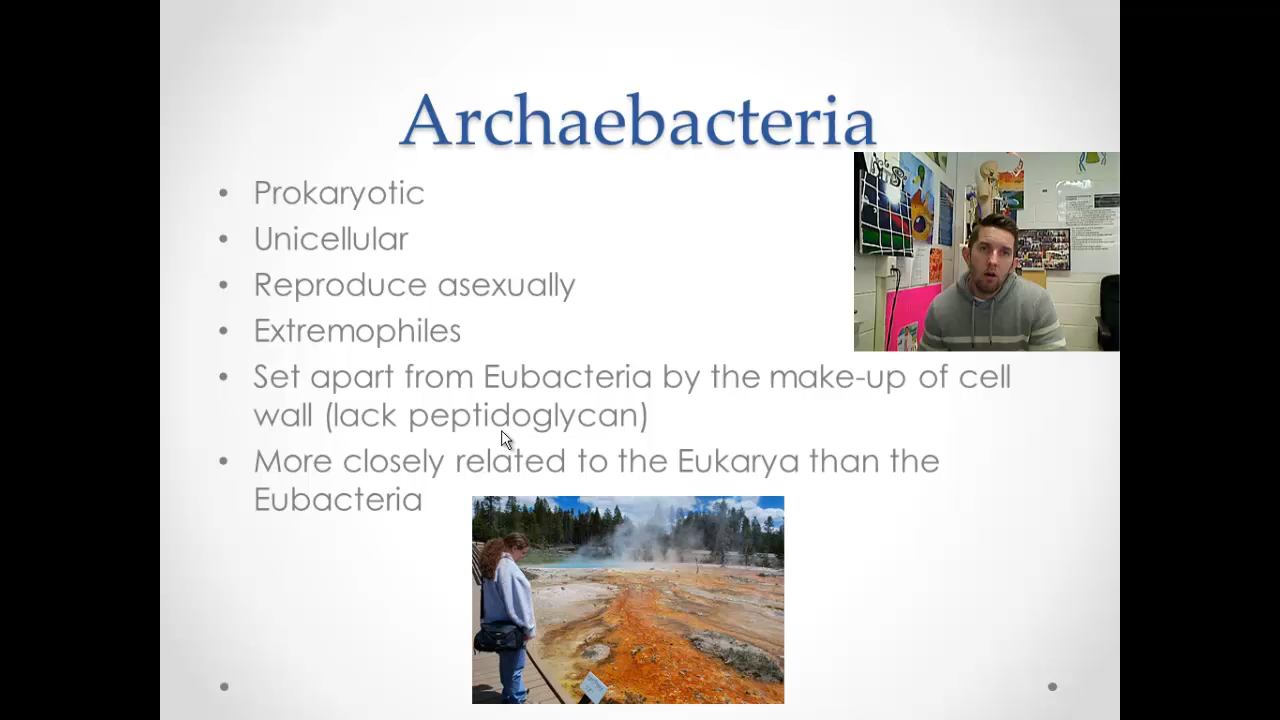 Archaebacteria
• Prokaryotic
• Unicellular
• Reproduce asexually
• Extremophiles
• Set apart from Eubacteria by the make-up of cell
wall (lack peptidoglycan)
• More closely related to the Eukarya than the
Eubacteria